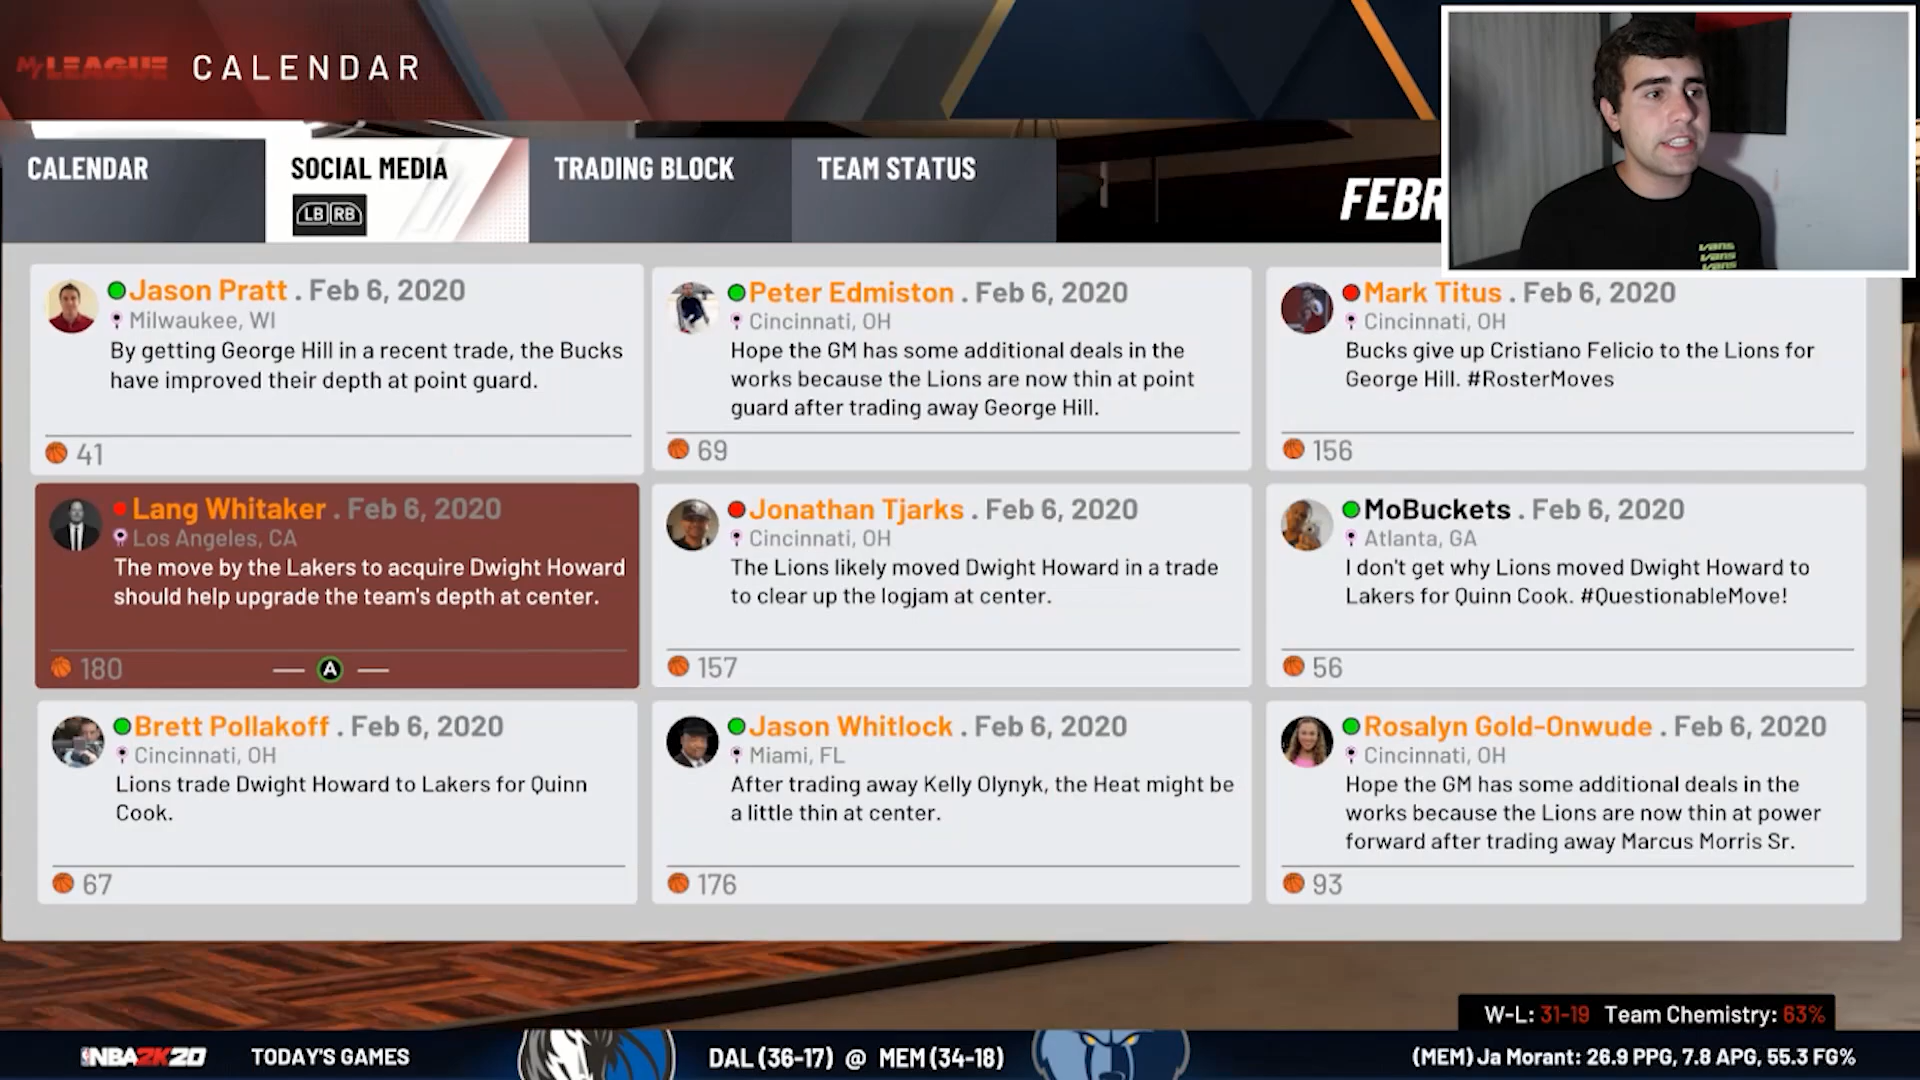 MyLEAGUE CALENDAR
CALENDAR
SOCIAL MEDIA
LB RB
TRADING BLOCK
TEAM STATUS
FEBR
Jason Pratt . Feb 6, 2020
Milwaukee, WI
By getting George Hill in a recent trade, the Bucks
have improved their depth at point guard.
41
Peter Edmiston . Feb 6, 2020
Cincinnati, OH
Hope the GM has some additional deals in the
works because the Lions are now thin at point
guard after trading away George Hill.
69
Mark Titus . Feb 6, 2020
Cincinnati, OH
Bucks give up Cristiano Felicio to the Lions for
George Hill. #RosterMoves
156
Lang Whitaker . Feb 6, 2020
Los Angeles, CA
The move by the Lakers to acquire Dwight Howard
should help upgrade the team's depth at center.
180
A
Jonathan Tjarks . Feb 6, 2020
Cincinnati, OH
The Lions likely moved Dwight Howard in a trade
to clear up the logjam at center.
157
MoBuckets . Feb 6, 2020
Atlanta, GA
I don't get why Lions moved Dwight Howard to
Lakers for Quinn Cook. #QuestionableMove!
56
Brett Pollakoff . Feb 6, 2020
Cincinnati, OH
Lions trade Dwight Howard to Lakers for Quinn
Cook.
67
Jason Whitlock . Feb 6, 2020
Miami, FL
After trading away Kelly Olynyk, the Heat might be
a little thin at center.
176
Rosalyn Gold-Onwude . Feb 6, 2020
Cincinnati, OH
Hope the GM has some additional deals in the
works because the Lions are now thin at power
forward after trading away Marcus Morris Sr.
93
vans
vans
vans
W-L: 31-19 Team Chemistry: 63%
NBA2K20 TODAY'S GAMES DAL (36-17) @ MEM (34-18) (MEM) Ja Morant: 26.9 PPG, 7.8 APG, 55.3 FG%